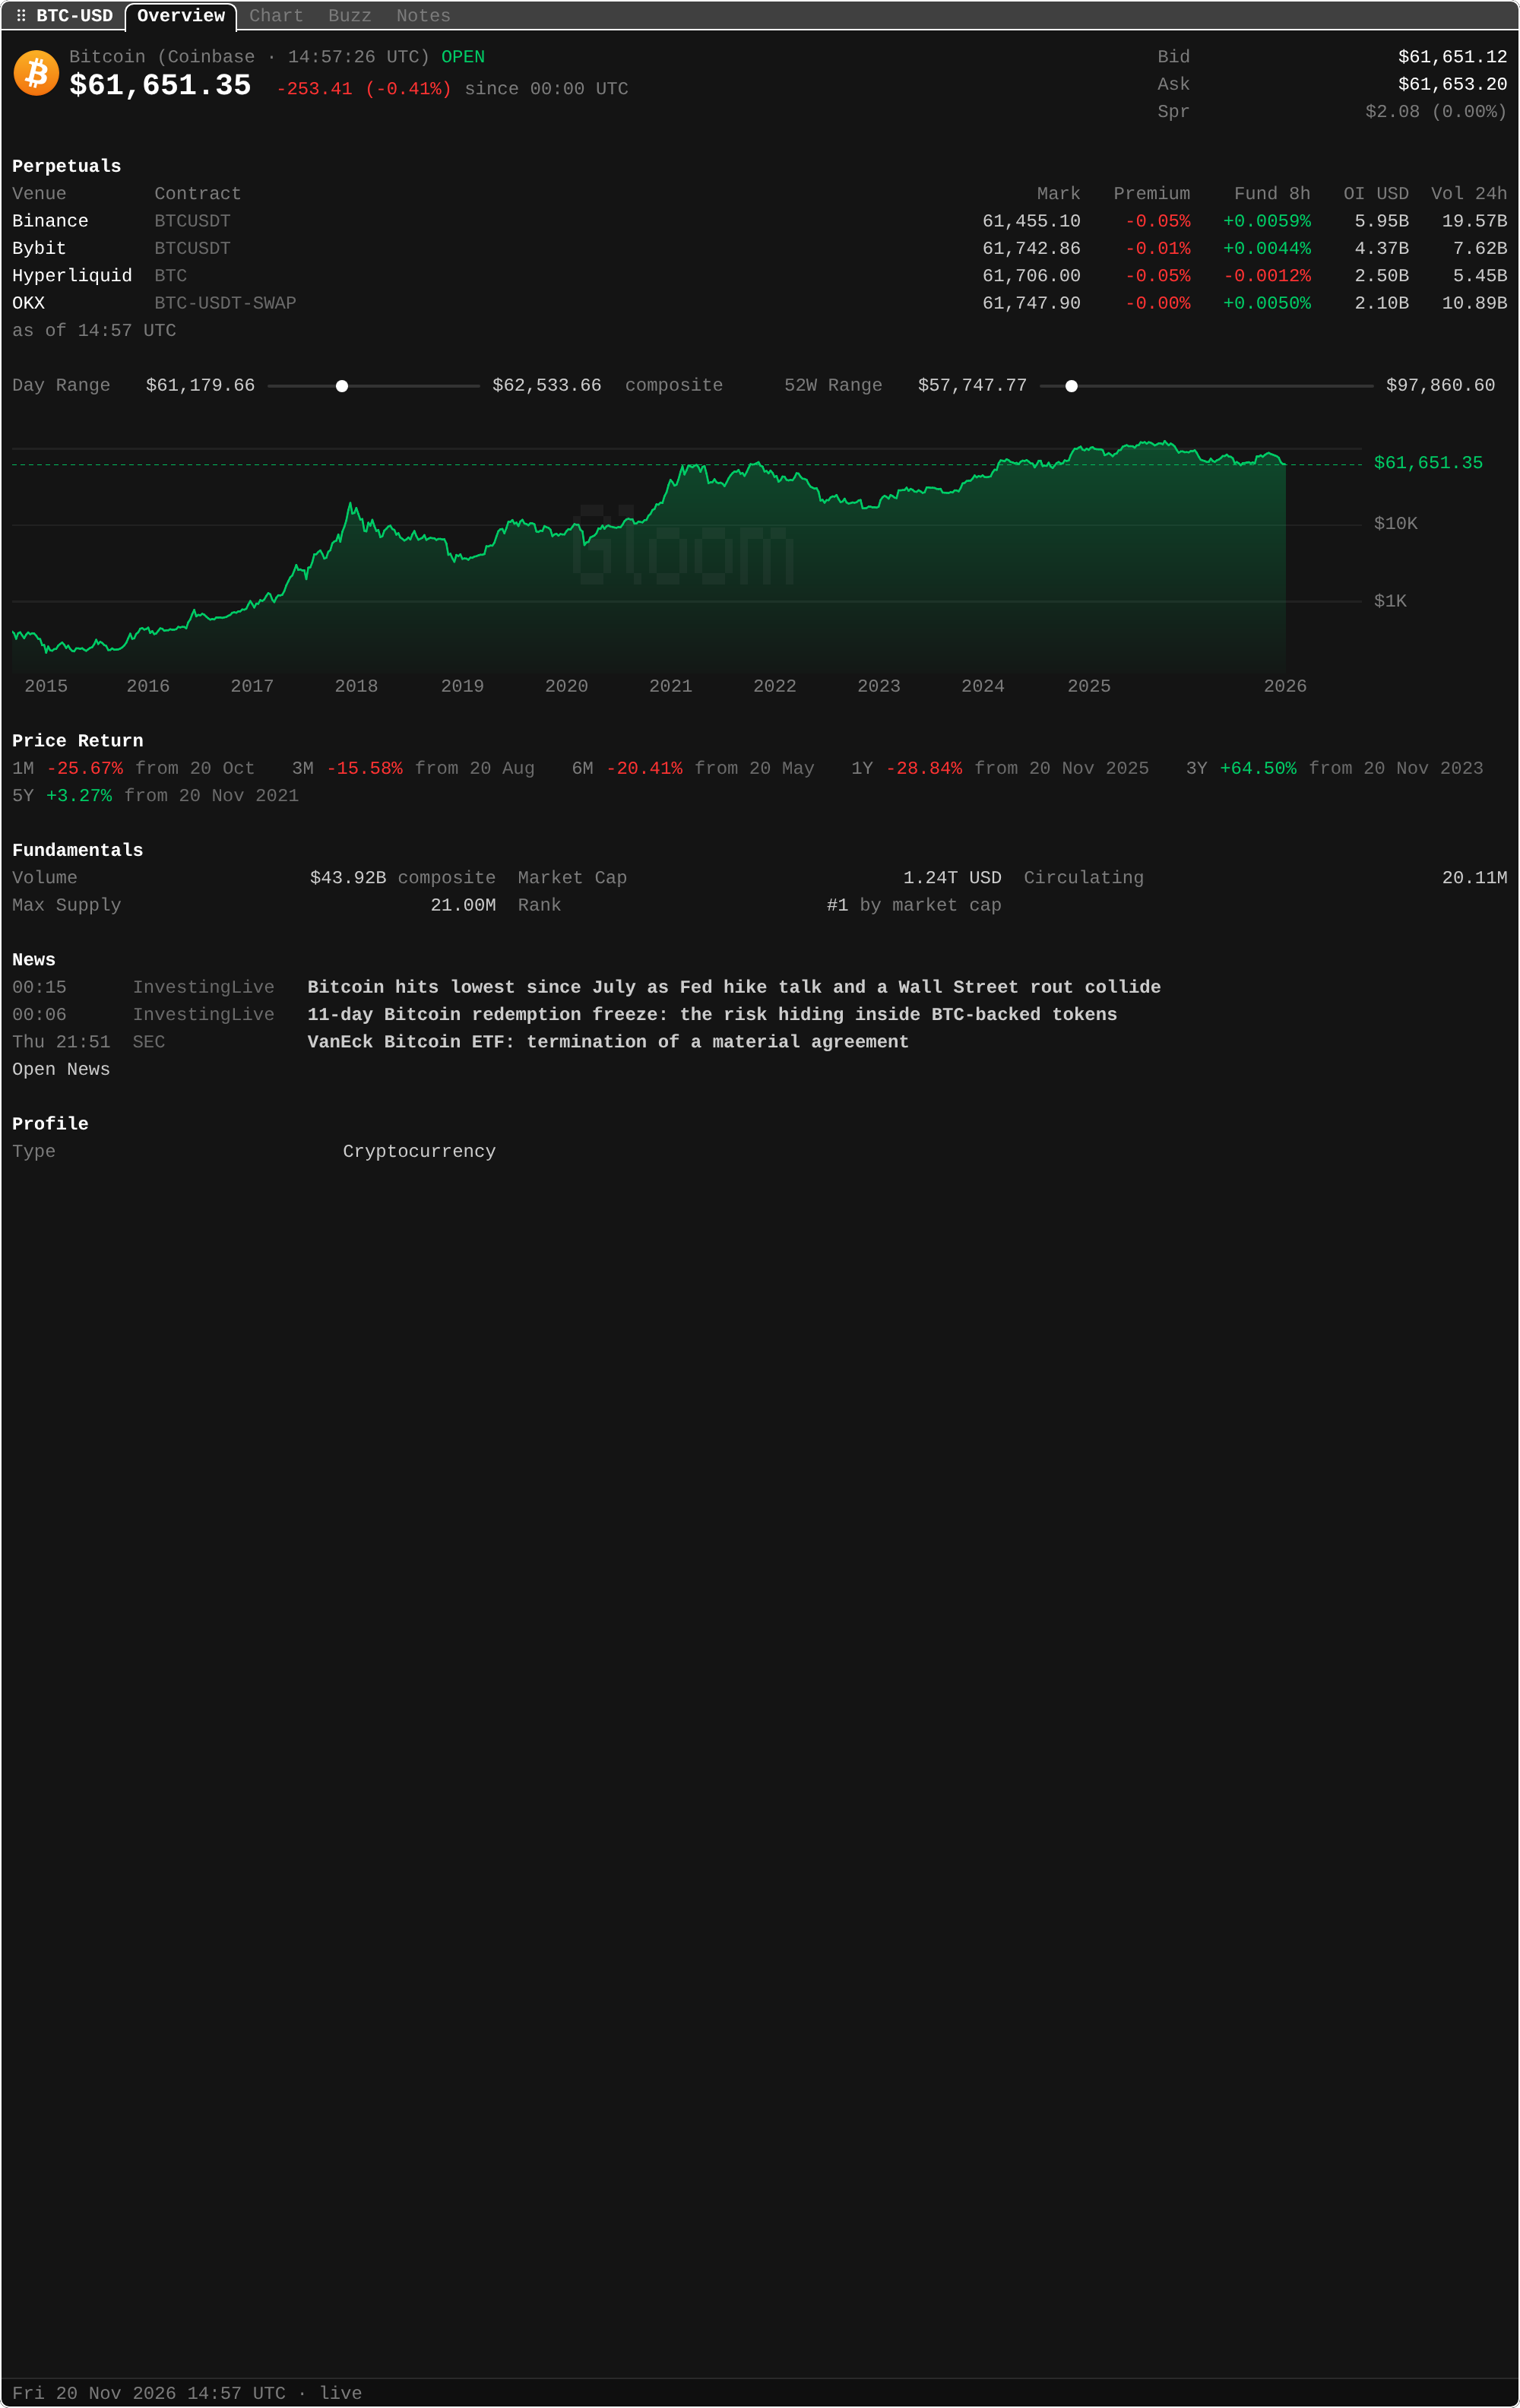 ⠿ BTC-USD Overview Chart Buzz Notes
Bitcoin (Coinbase · 14:57:26 UTC) OPEN
$61,651.35 -253.41 (-0.41%) since 00:00 UTC
Bid $61,651.12
Ask $61,653.20
Spr $2.08 (0.00%)
Perpetuals
Venue Contract Mark Premium Fund 8h OI USD Vol 24h
Binance BTCUSDT 61,455.10 -0.05% +0.0059% 5.95B 19.57B
Bybit BTCUSDT 61,742.86 -0.01% +0.0044% 4.37B 7.62B
Hyperliquid BTC 61,706.00 -0.05% -0.0012% 2.50B 5.45B
OKX BTC-USDT-SWAP 61,747.90 -0.00% +0.0050% 2.10B 10.89B
as of 14:57 UTC
Day Range $61,179.66 $62,533.66 composite 52W Range $57,747.77 $97,860.60
$61,651.35
$10K
$1K
2015 2016 2017 2018 2019 2020 2021 2022 2023 2024 2025 2026
Price Return
1M -25.67% from 20 Oct 3M -15.58% from 20 Aug 6M -20.41% from 20 May 1Y -28.84% from 20 Nov 2025 3Y +64.50% from 20 Nov 2023
5Y +3.27% from 20 Nov 2021
Fundamentals
Volume $43.92B composite Market Cap 1.24T USD Circulating 20.11M
Max Supply 21.00M Rank #1 by market cap
News
00:15 InvestingLive Bitcoin hits lowest since July as Fed hike talk and a Wall Street rout collide
00:06 InvestingLive 11-day Bitcoin redemption freeze: the risk hiding inside BTC-backed tokens
Thu 21:51 SEC VanEck Bitcoin ETF: termination of a material agreement
Open News
Profile
Type Cryptocurrency
Fri 20 Nov 2026 14:57 UTC · live